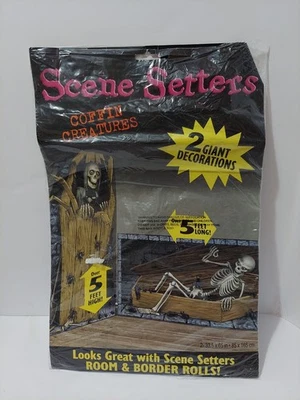 Scene Setters
COFFIN
CREATURES
2 GIANT
DECORATIONS
Over
5 FEET
LONG!
Over
5
FEET
HIGH!
Looks Great with Scene Setters
ROOM & BORDER ROLLS!